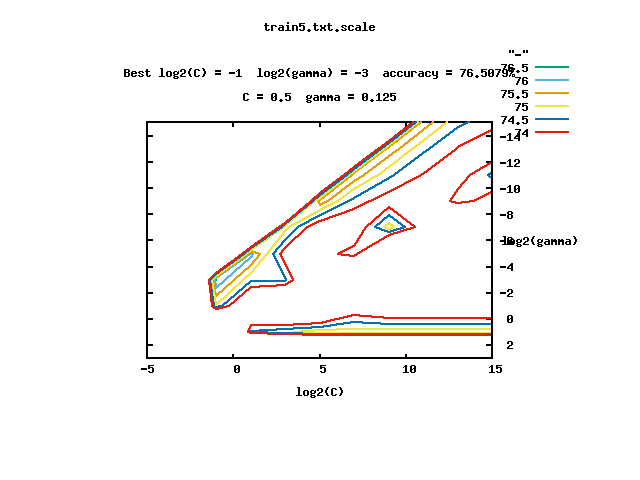 train5.txt.scale
"-"
Best log2(C) = -1 log2(gamma) = -3 accuracy = 76.5079%
76.5
76
75.5
C = 0.5 gamma = 0.125
75
74.5
74
-14
-12
-10
-8
-6
log2(gamma)
-4
-2
0
2
-5 0 5 10 15
log2(C)